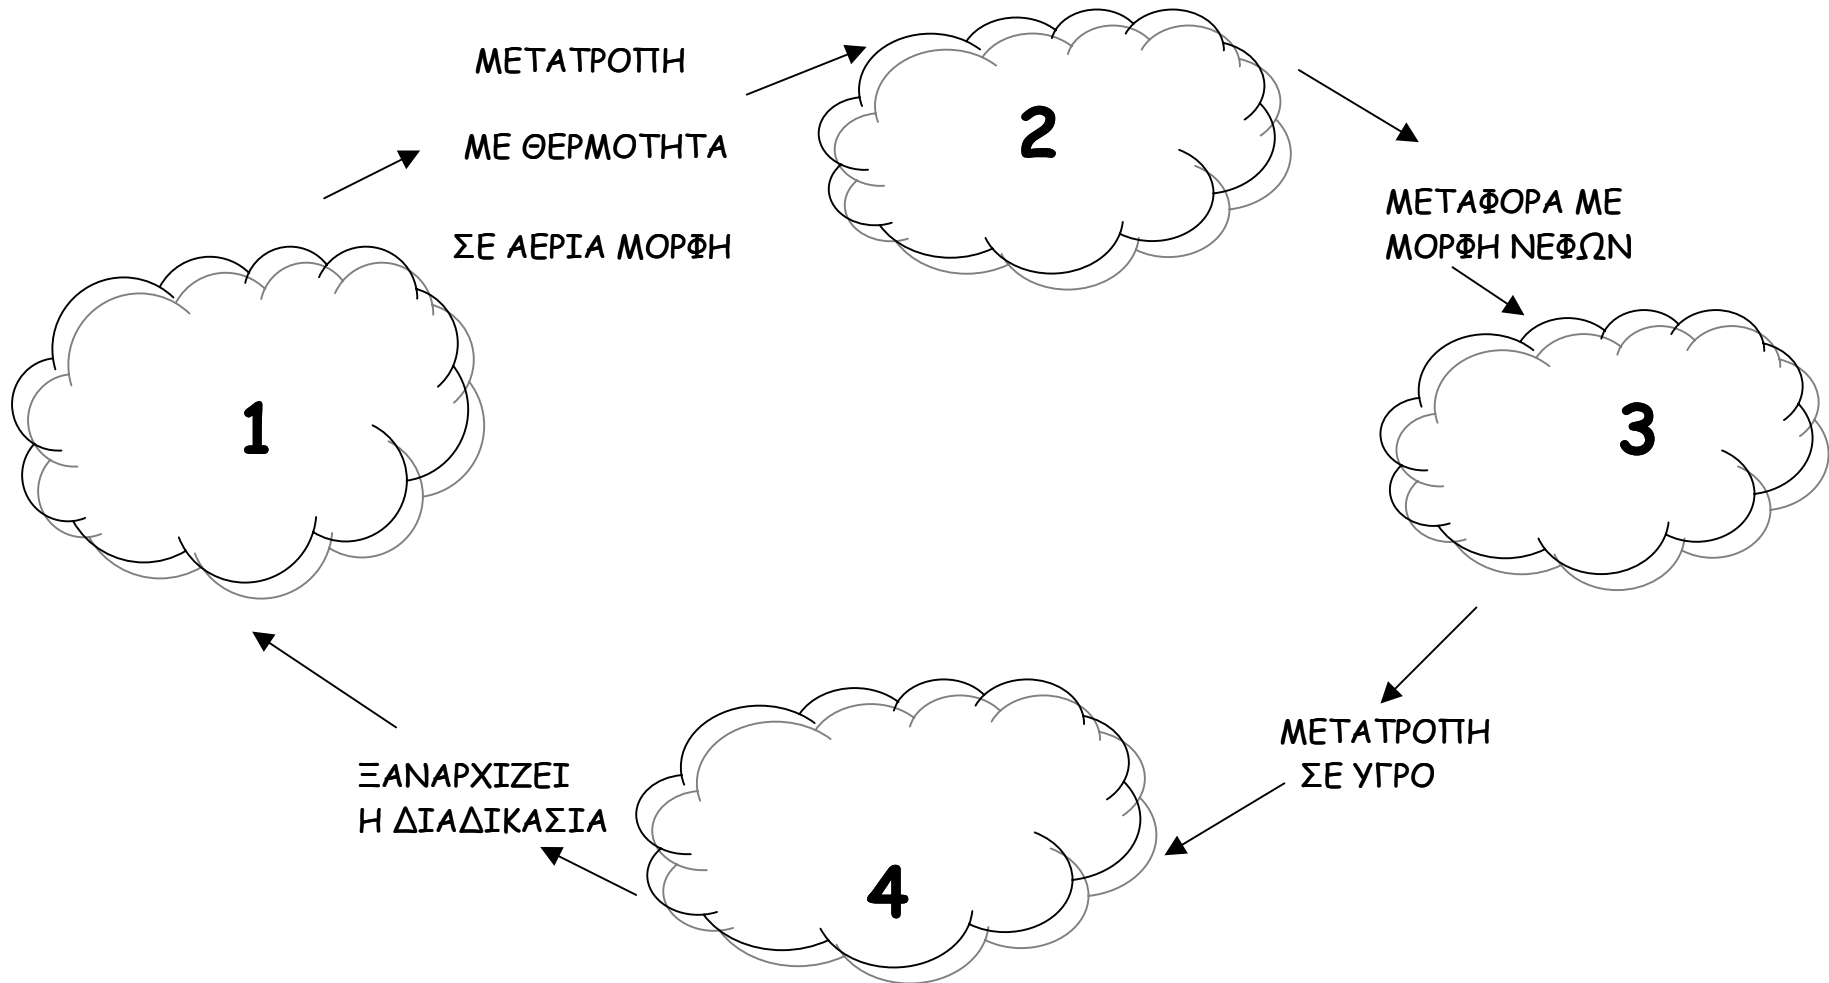 ΜΕΤΑΤΡΟΠΗ
ΜΕ ΘΕΡΜΟΤΗΤΑ
ΣΕ ΑΕΡΙΑ ΜΟΡΦΗ
2
ΜΕΤΑΦΟΡΑ ΜΕ
ΜΟΡΦΗ ΝΕΦΩΝ
1
3
ΜΕΤΑΤΡΟΠΗ
ΣΕ ΥΓΡΟ
4
ΞΑΝΑΡΧΙΖΕΙ
Η ΔΙΑΔΙΚΑΣΙΑ